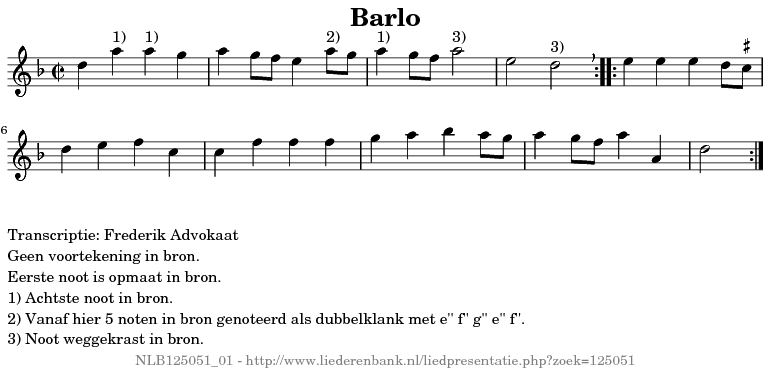 Barlo
1) 1) 2) 1) 3) 3)
6
Transcriptie: Frederik Advokaat
Geen voortekening in bron.
Eerste noot is opmaat in bron.
1) Achtste noot in bron.
2) Vanaf hier 5 noten in bron genoteerd als dubbelklank met e" f" g" e" f".
3) Noot weggekrast in bron.
NLB125051_01 - http://www.liederenbank.nl/liedpresentatie.php?zoek=125051